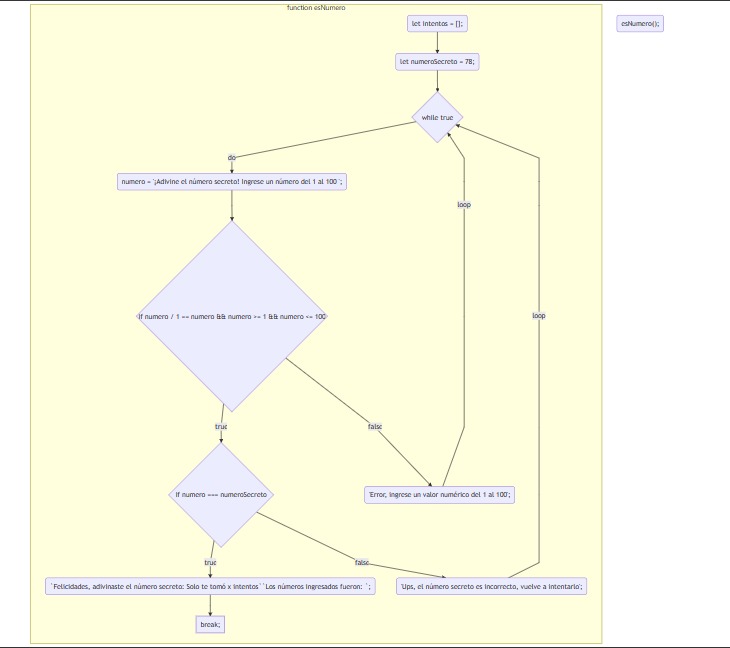 function esNumero
let intentos = [];
esNumero();
let numeroSecreto = 78;
while true
do
numero = '¡Adivine el número secreto! Ingrese un número del 1 al 100 ';
loop
if numero / 1 == numero && numero >= 1 && numero <= 100
loop
true
false
if numero === numeroSecreto
'Error, ingrese un valor numérico del 1 al 100';
true
false
`Felicidades, adivinaste el número secreto: Solo te tomó x intentos``Los números ingresados fueron: `;
'Ups, el número secreto es incorrecto, vuelve a intentarlo';
break;